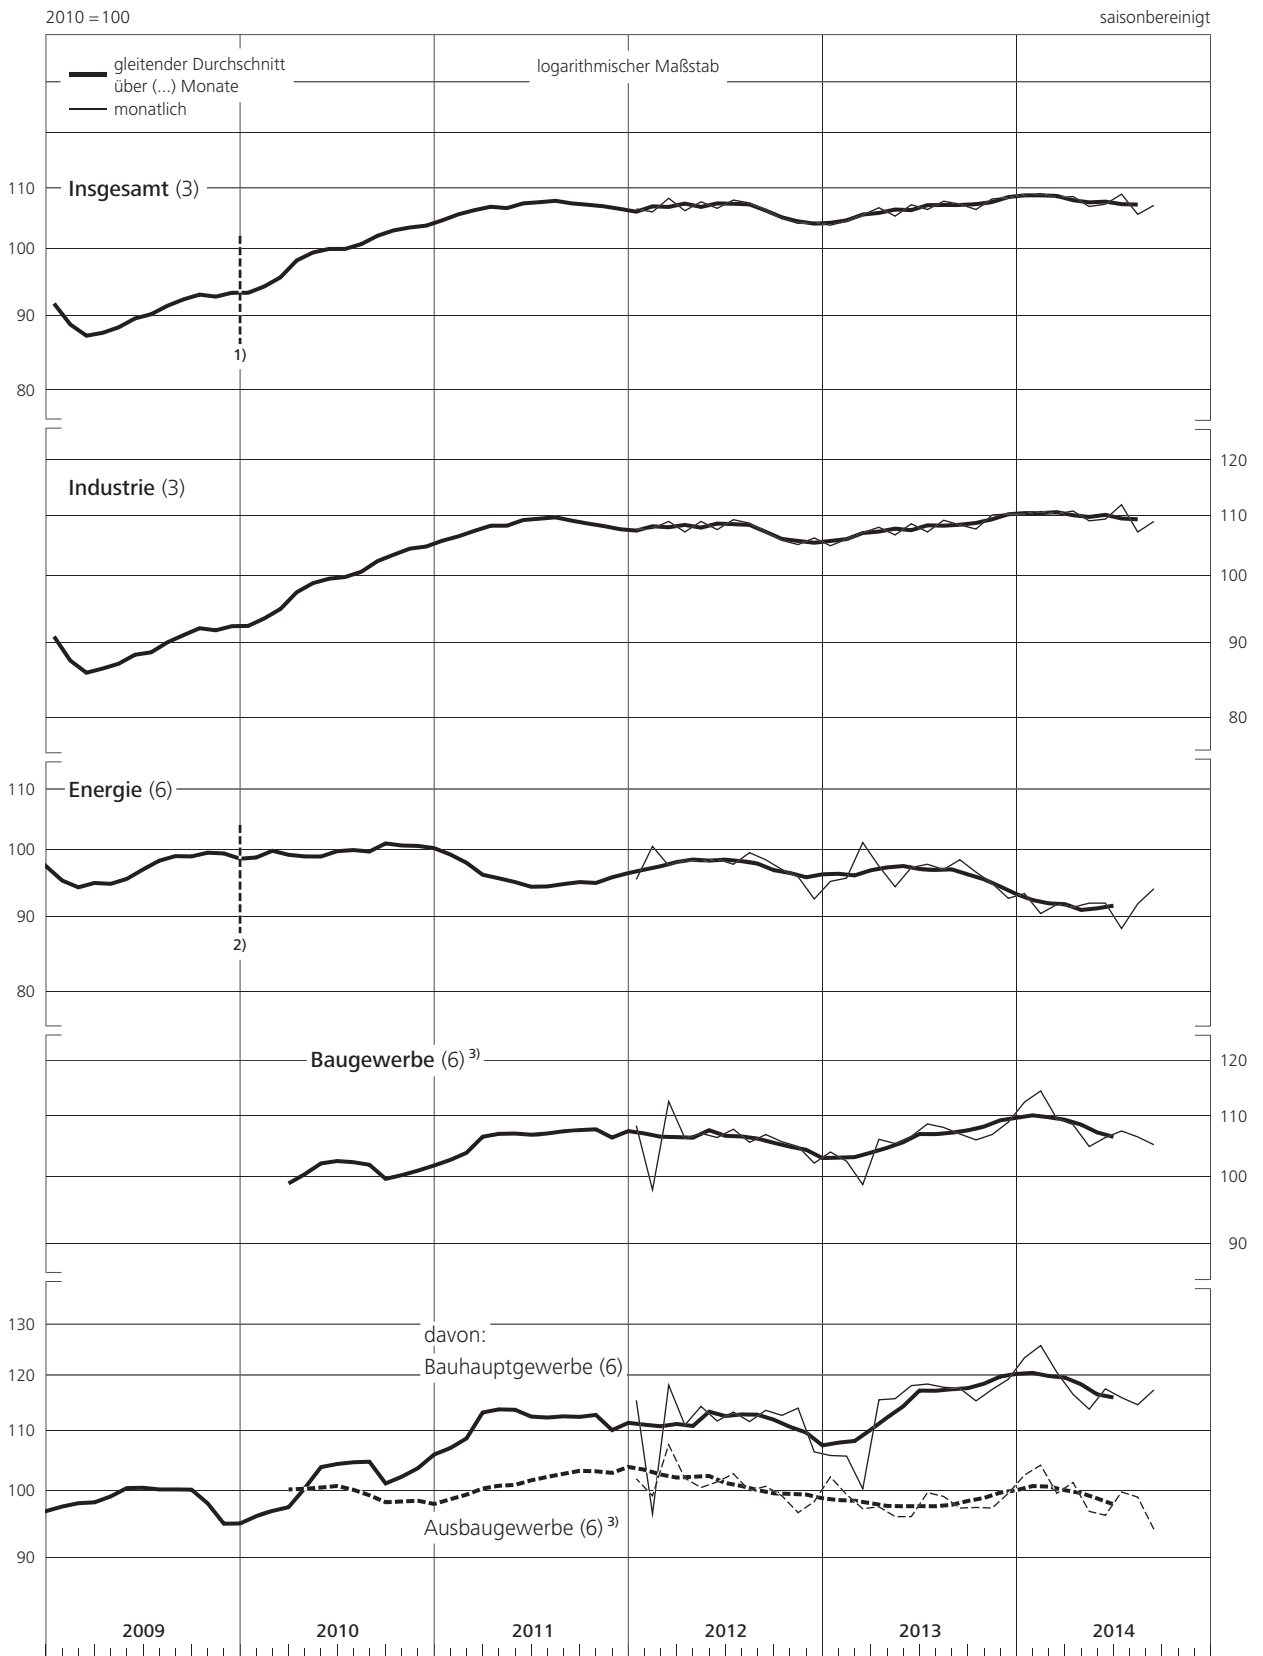 2010 = 100
saisonbereinigt
gleitender Durchschnitt
über (...) Monate
monatlich
logarithmischer Maßstab
110
Insgesamt (3)
100
90
1)
80
120
Industrie (3)
110
100
90
80
110
Energie (6)
100
90
2)
80
Baugewerbe (6) 3)
120
110
100
90
130
davon:
120
Bauhauptgewerbe (6)
110
100
Ausbaugewerbe (6) 3)
90
2009 2010 2011 2012 2013 2014